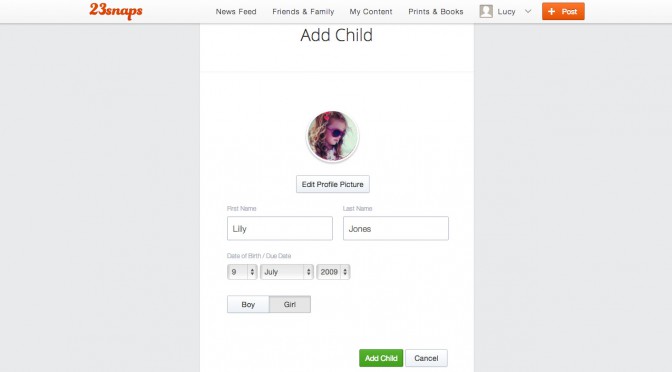 23snaps News Feed Friends & Family My Content Prints & Books Lucy + Post
Add Child
Edit Profile Picture
First Name Last Name
Lilly Jones
Date of Birth / Due Date
9 July 2009
Boy Girl
Add Child Cancel